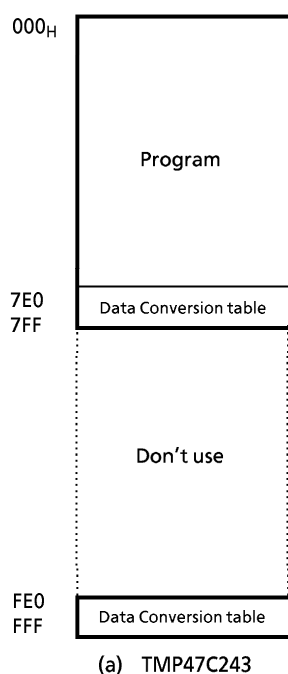 000H
Program
7E0
Data Conversion table
7FF
Don't use
FE0
Data Conversion table
FFF
(a) TMP47C243